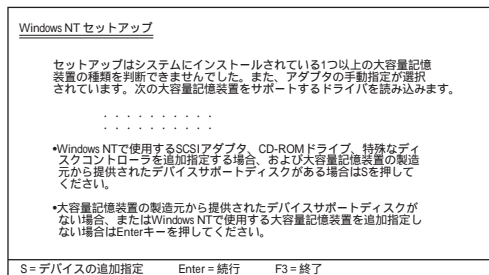 Windows NT セットアップ
セットアップはシステムにインストールされている1つ以上の大容量記憶
装置の種類を判断できませんでした。また、アダプタの手動指定が選択
されています。次の大容量記憶装置をサポートするドライバを読み込みます。
. . . . . . . . . .
. . . . . . . . . .
•Windows NTで使用するSCSIアダプタ、CD-ROMドライブ、特殊なディ
スクコントローラを追加指定する場合、および大容量記憶装置の製造
元から提供されたデバイスサポートディスクがある場合はSを押して
ください。
•大容量記憶装置の製造元から提供されたデバイスサポートディスクが
ない場合、またはWindows NTで使用する大容量記憶装置を追加指定し
ない場合はEnterキーを押してください。
S = デバイスの追加指定 Enter = 続行 F3 = 終了